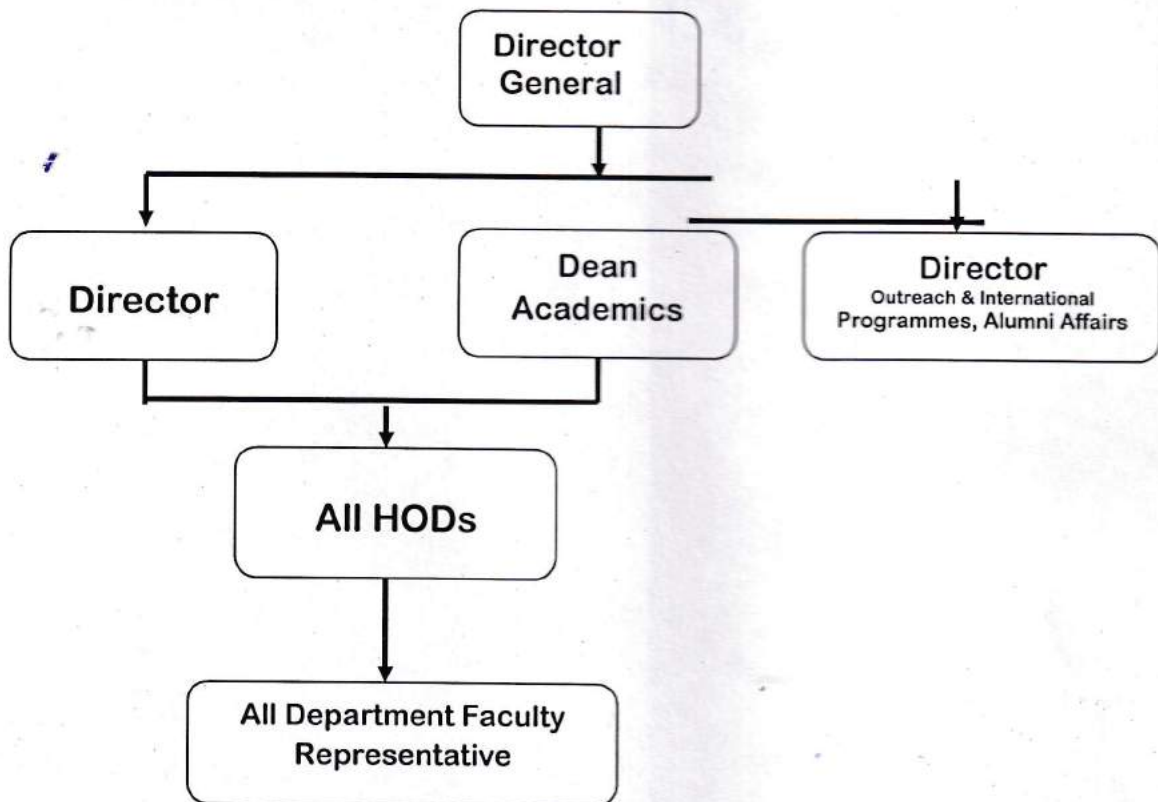 Director
General
Director
Dean
Academics
Director
Outreach & International
Programmes, Alumni Affairs
All HODs
All Department Faculty
Representative